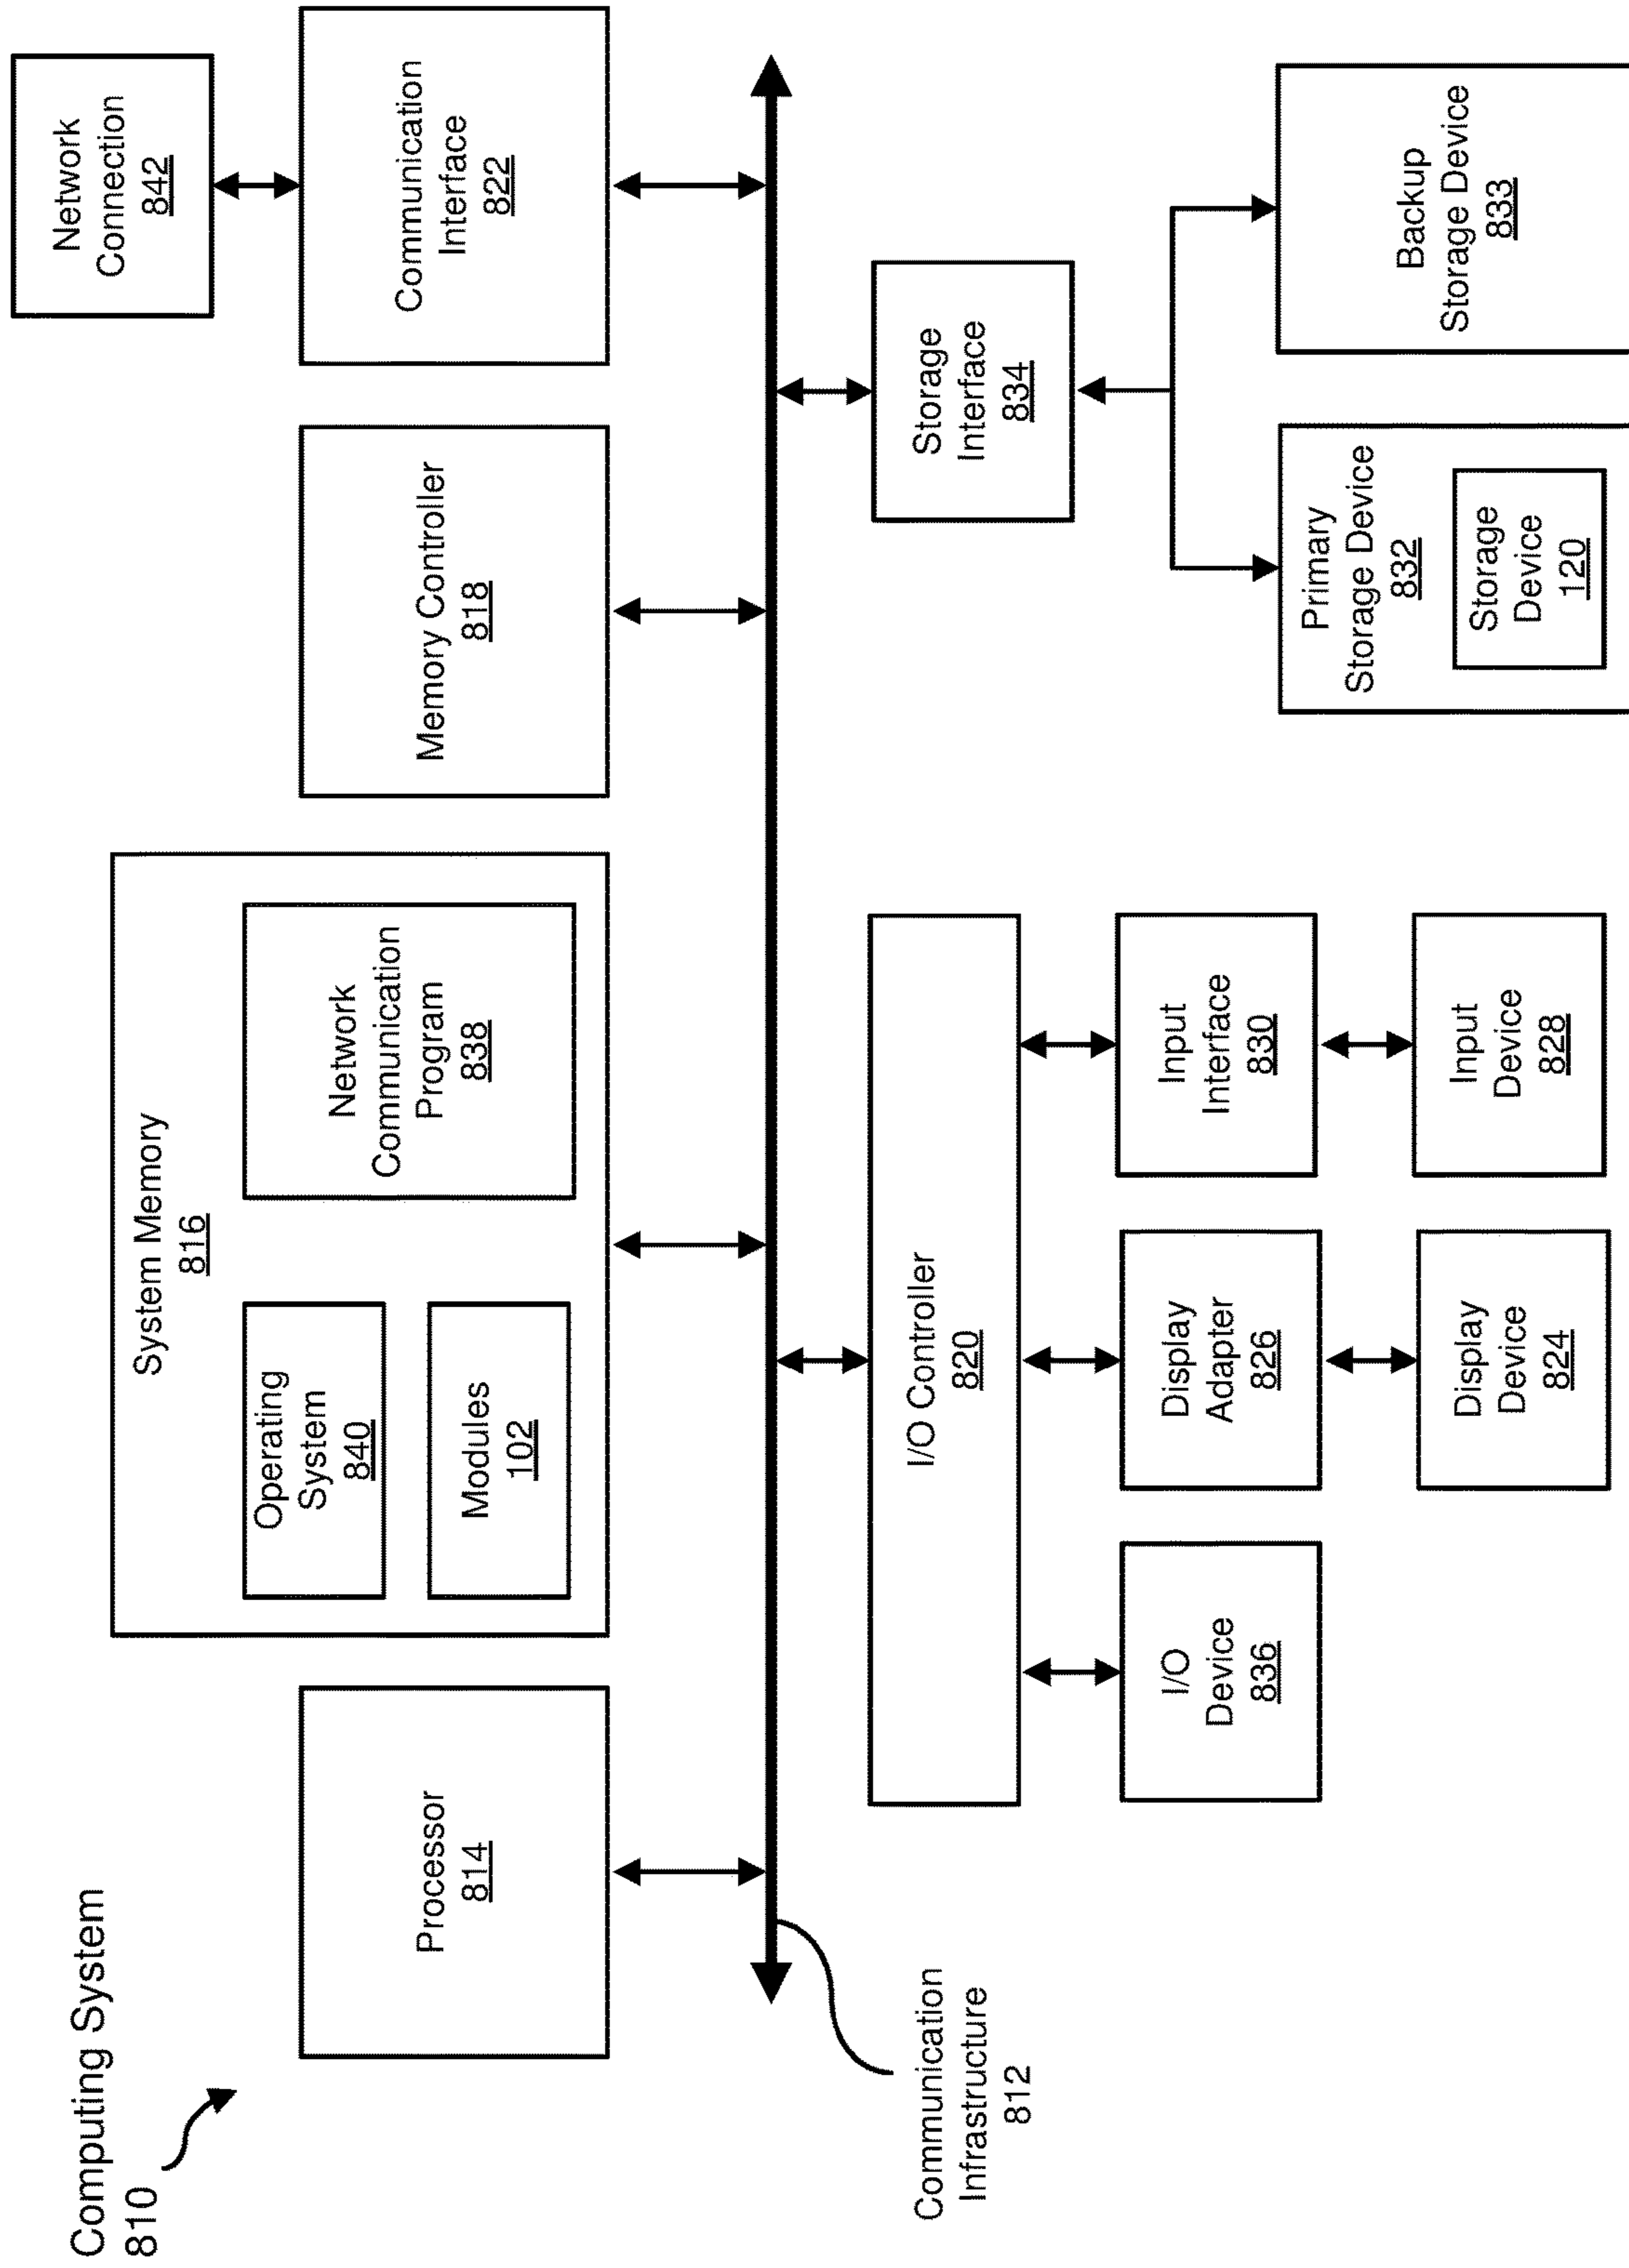 Computing System
810
Processor
814
System Memory
816
Operating
System
840
Modules
102
Network
Communication
Program
838
Memory Controller
818
Network
Connection
842
Communication
Interface
822
Communication
Infrastructure
812
I/O Controller
820
I/O
Device
836
Display
Adapter
826
Input
Interface
830
Display
Device
824
Input
Device
828
Storage
Interface
834
Primary
Storage Device
832
Storage
Device
120
Backup
Storage Device
833